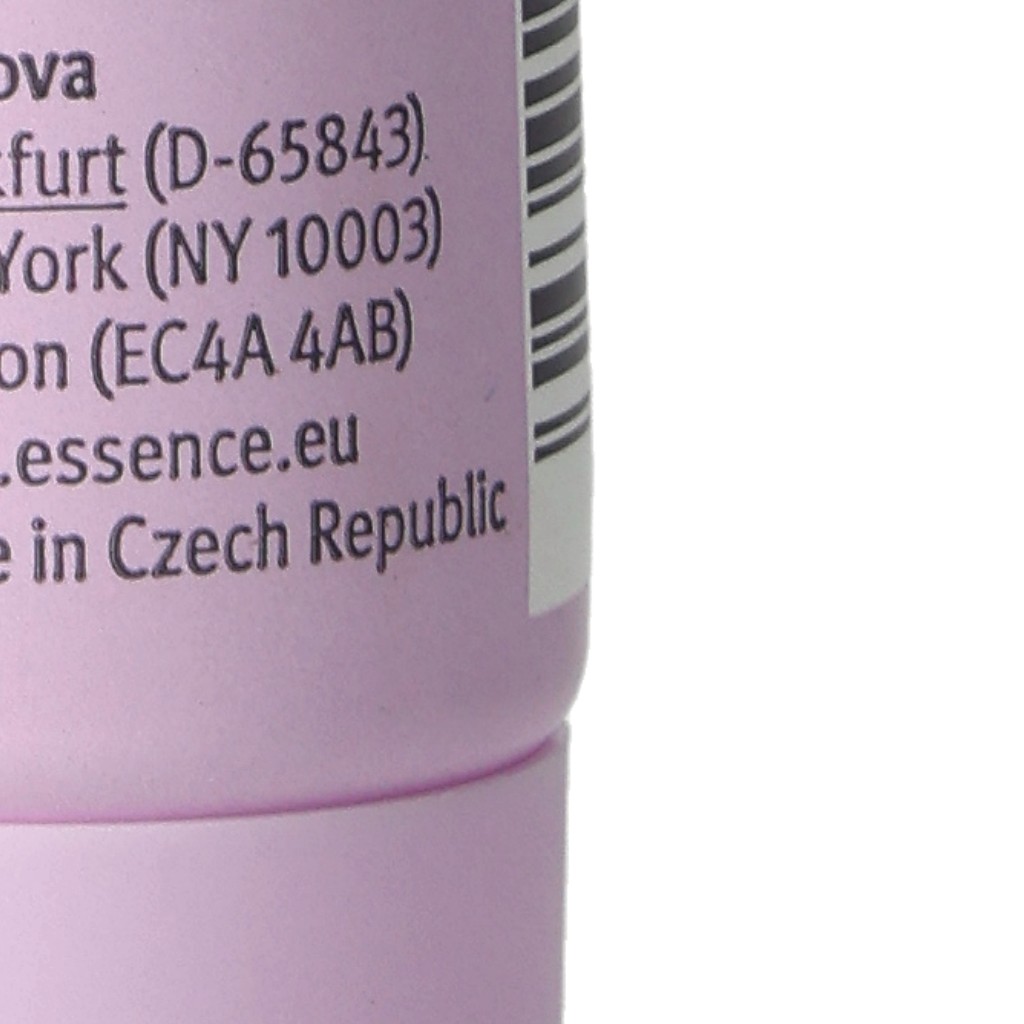 ova
kfurt (D-65843)
York (NY 10003)
on (EC4A 4AB)
.essence.eu
e in Czech Republic